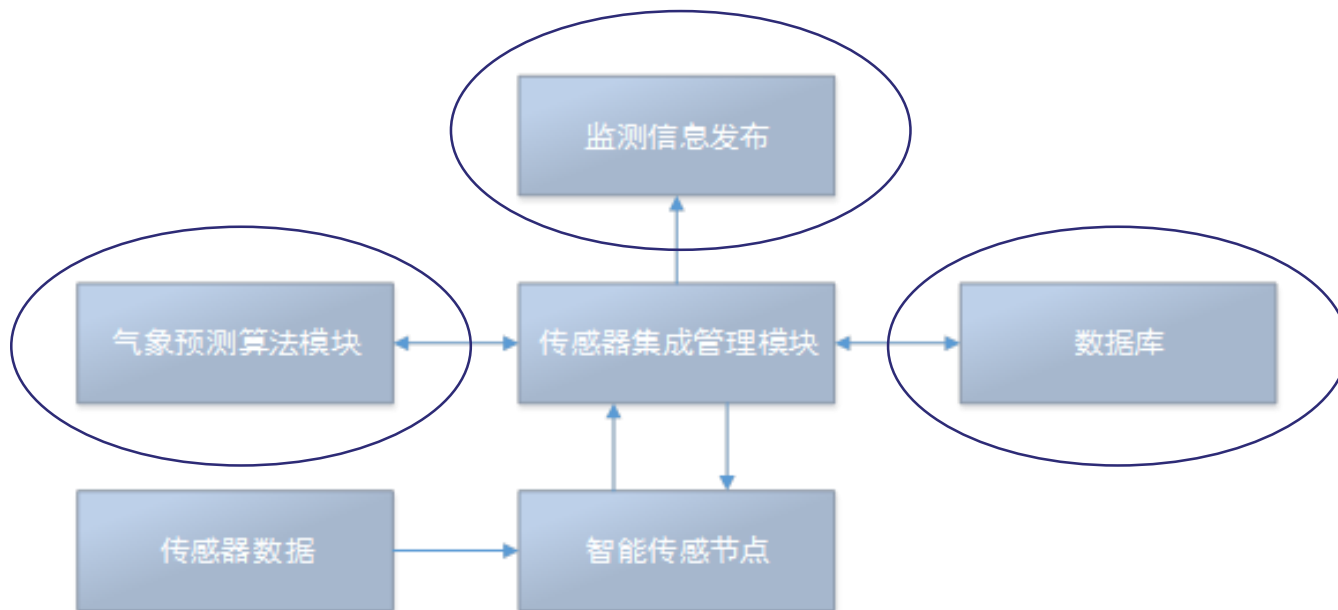 监测信息发布
气象预测算法模块
传感器集成管理模块
数据库
传感器数据
智能传感节点